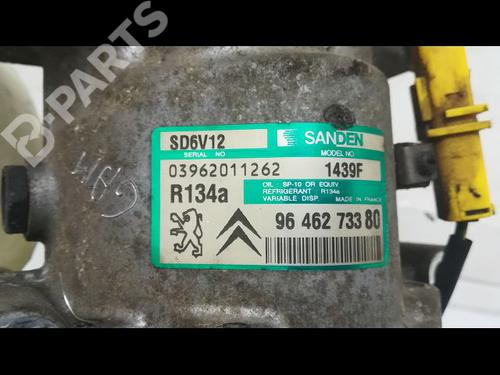 B-PARTS
SD6V12 SANDEN
SERIAL NO MODEL NO.
03962011262 1439F
R134a OIL : SP-10 OR EQUIV
REFRIGERANT : R134a
VARIABLE DISP. MADE IN FRANCE
96 462 733 80